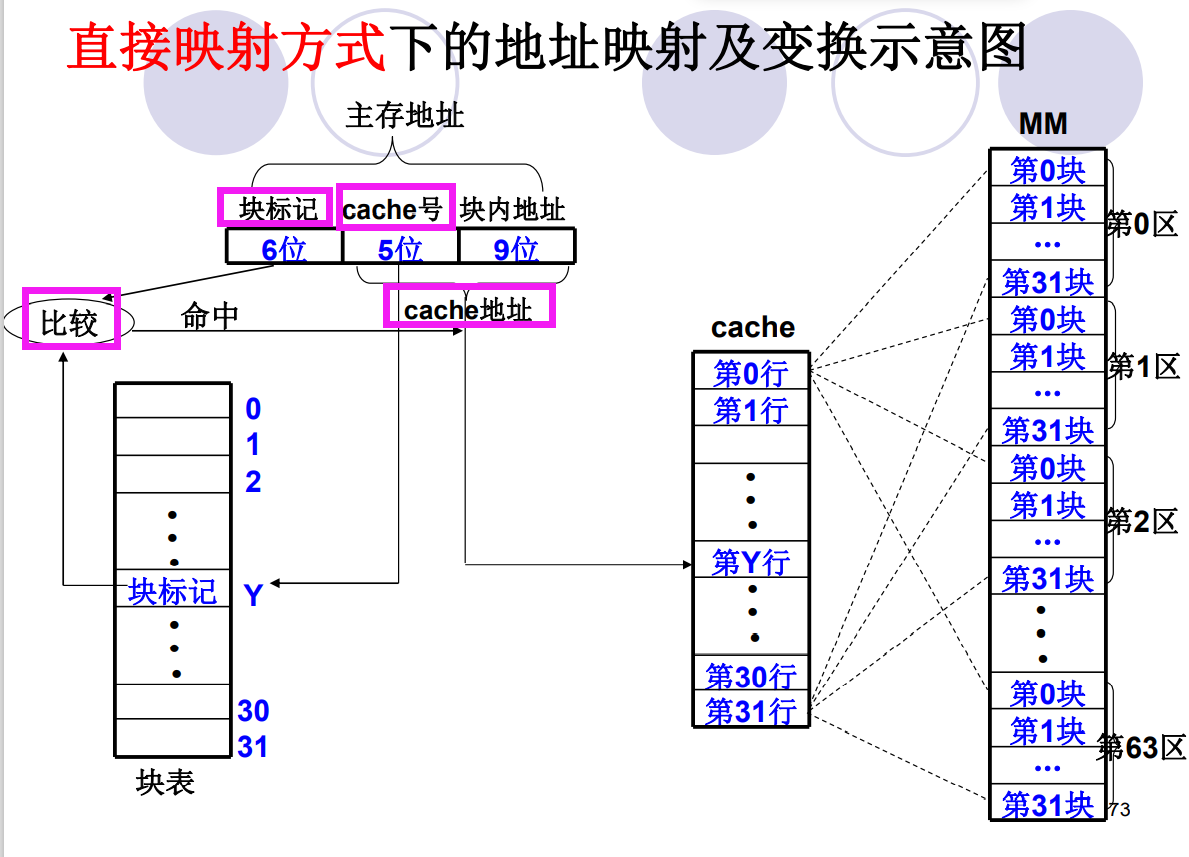 直接映射方式下的地址映射及变换示意图
主存地址
块标记 cache号 块内地址
6位 5位 9位
cache地址
比较
命中
0
1
2
•
•
•
块标记 Y
•
•
•
30
31
块表
cache
第0行
第1行
•
•
•
第Y行
•
•
•
第30行
第31行
MM
第0块
第1块
...
第31块
第0区
第0块
第1块
...
第31块
第1区
第0块
第1块
...
第31块
第2区
•
•
•
第0块
第1块
...
第31块
第63区
73